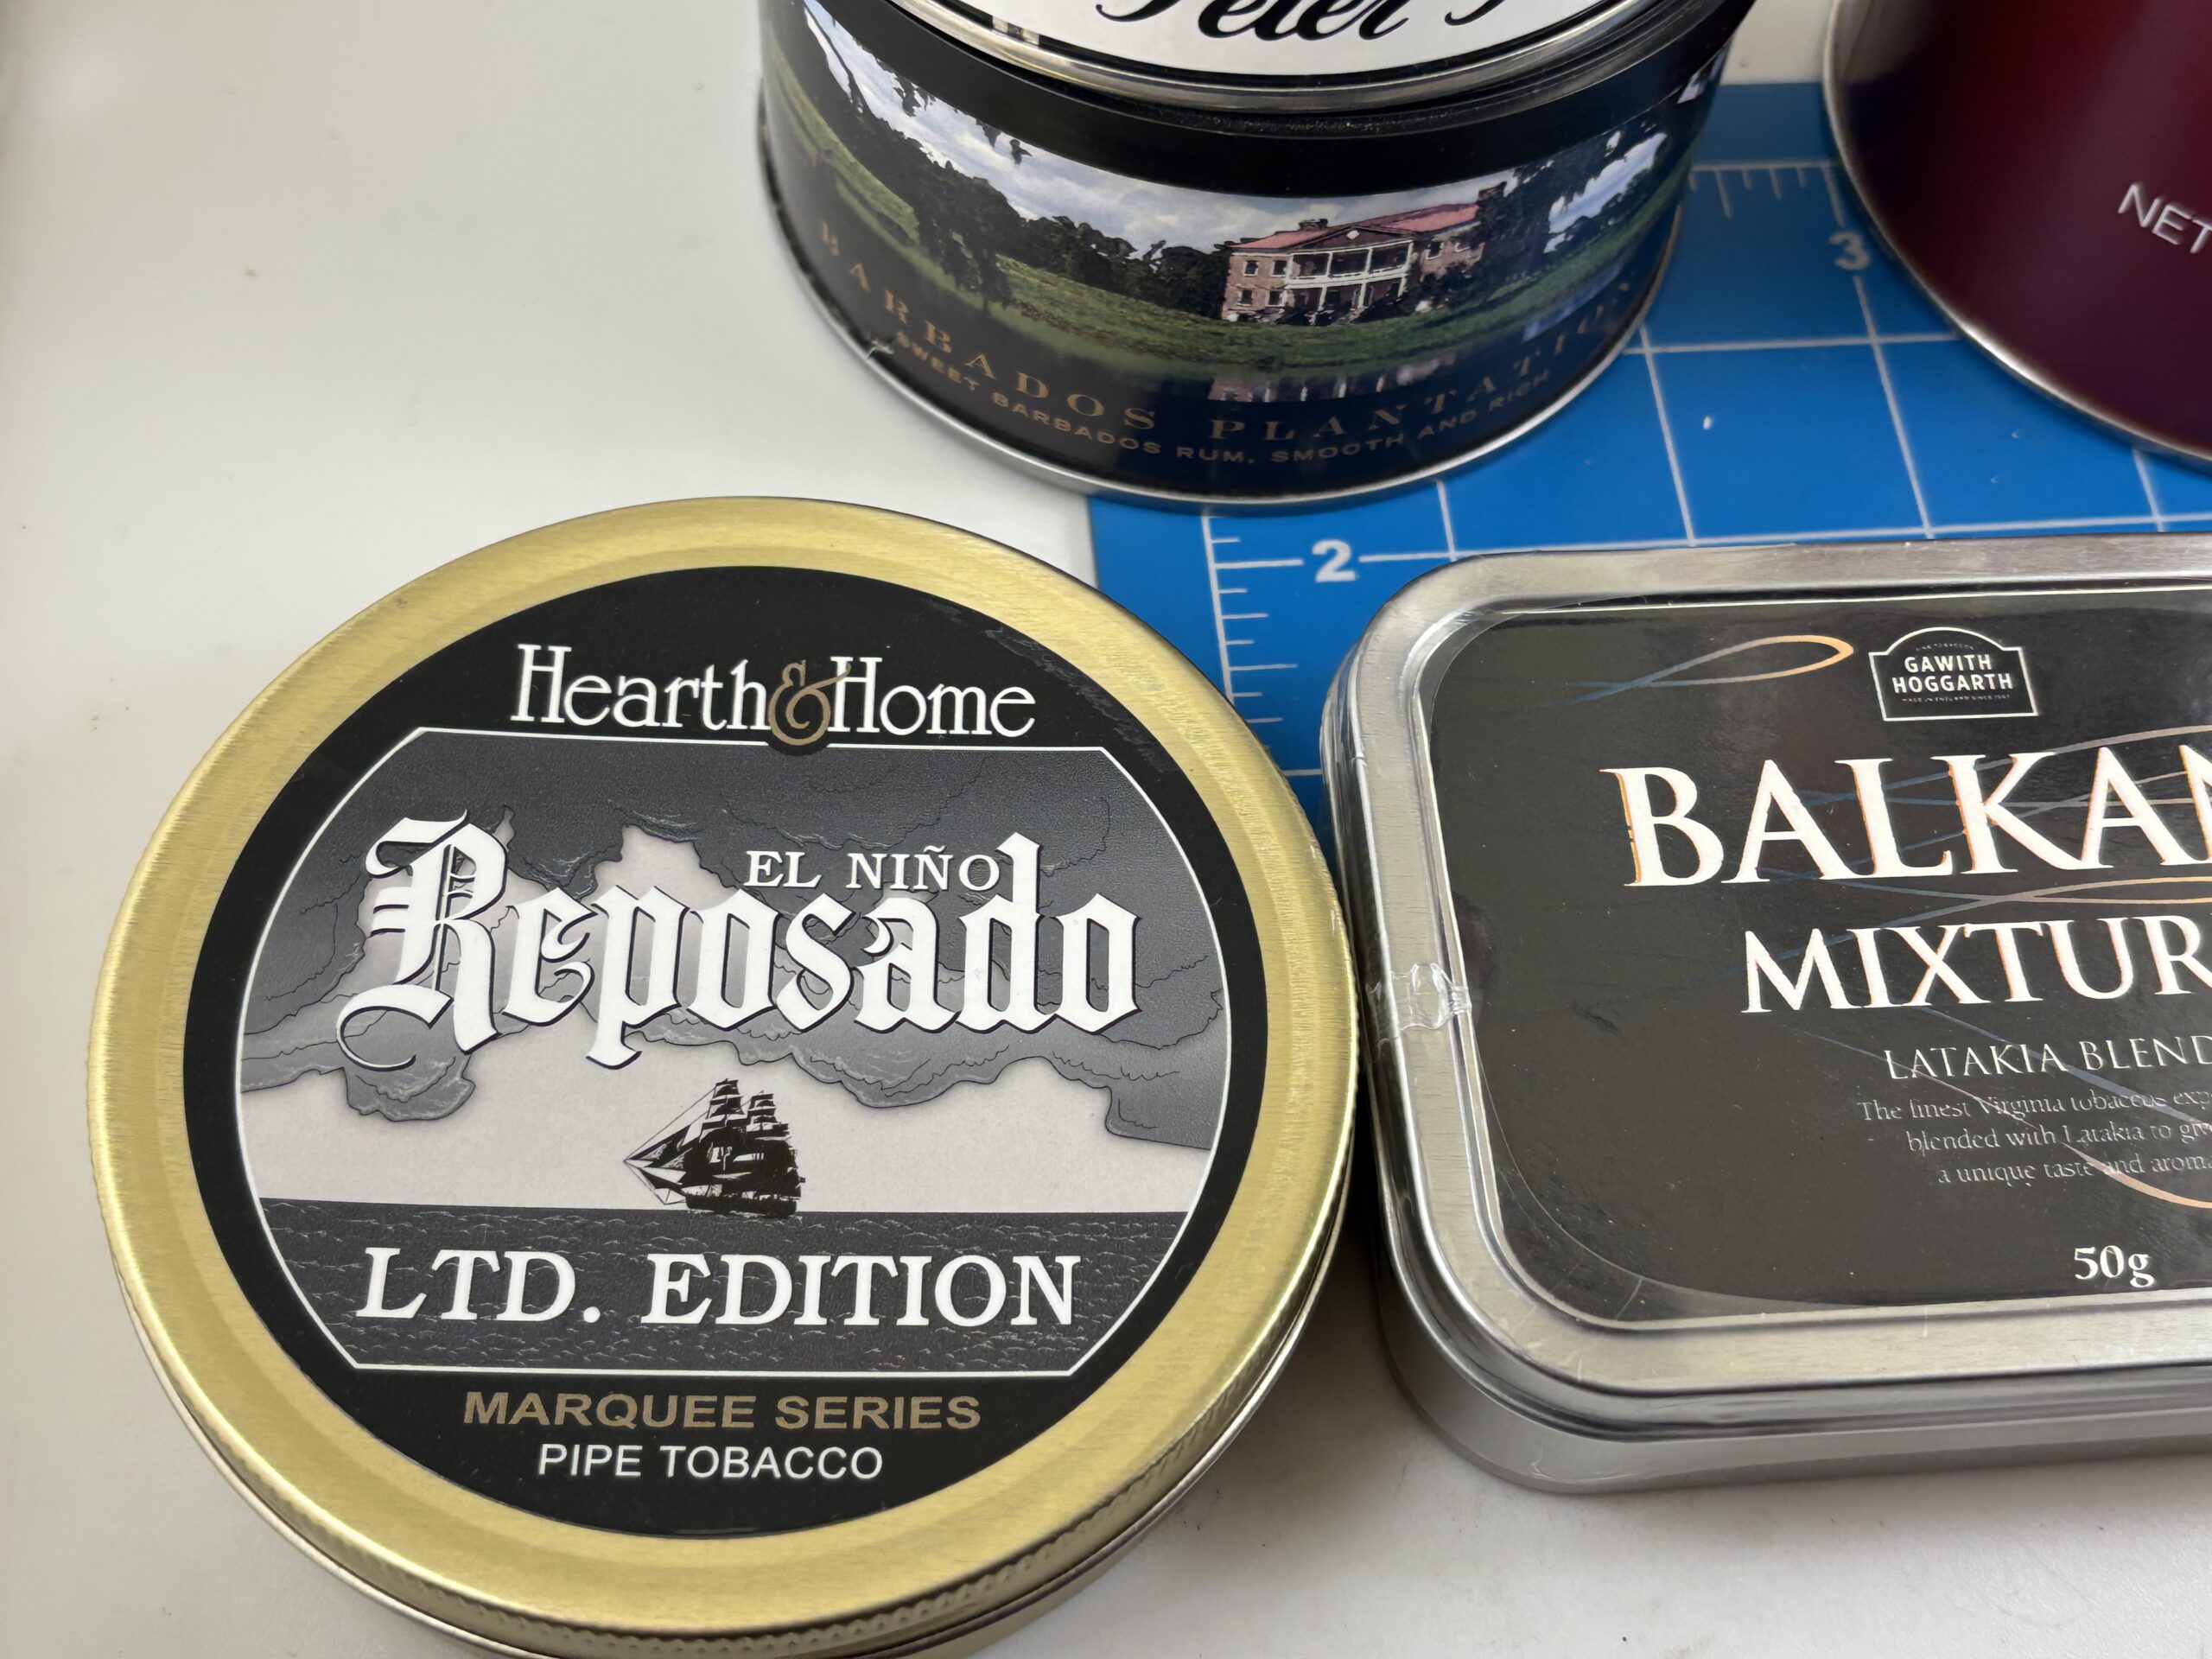 Peter
BARBADOS PLANTATION
SWEET BARBADOS RUM, SMOOTH AND RICH
3
NET
2
Hearth & Home
EL NIÑO
Reposado
LTD. EDITION
MARQUEE SERIES
PIPE TOBACCO
GAWITH
HOGGARTH
BALKAN
MIXTUR
LATAKIA BLEND
The finest Virginia tobaccos exp
blended with Latakia to
a unique taste and aroma
50g